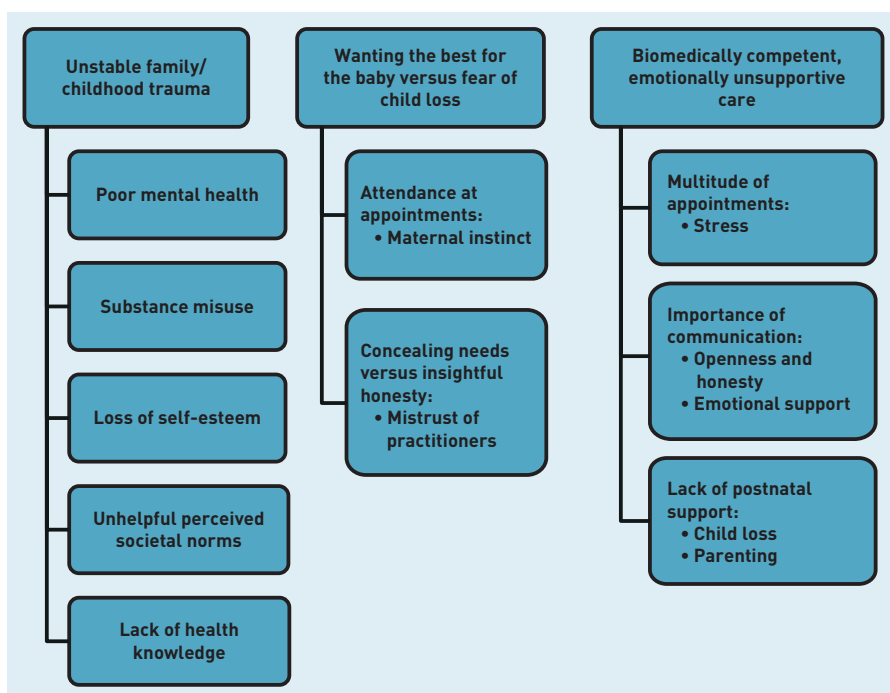 Unstable family/
childhood trauma
Poor mental health
Substance misuse
Loss of self-esteem
Unhelpful perceived
societal norms
Lack of health
knowledge
Wanting the best for
the baby versus fear of
child loss
Attendance at
appointments:
• Maternal instinct
Concealing needs
versus insightful
honesty:
• Mistrust of
practitioners
Biomedically competent,
emotionally unsupportive
care
Multitude of
appointments:
• Stress
Importance of
communication:
• Openness and
honesty
• Emotional support
Lack of postnatal
support:
• Child loss
• Parenting